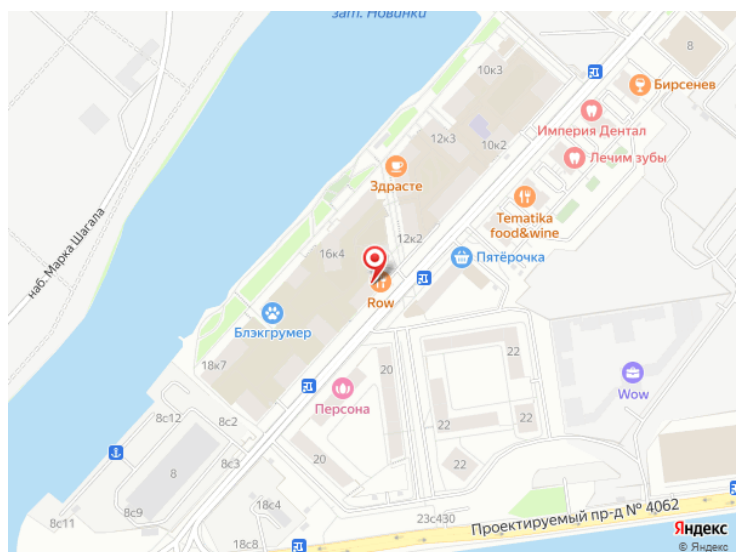 зат. Новинки
8
10к3
Бирсенев
Империя Дентал
12к3
10к2
Лечим зубы
Здрасте
Tematika
food&wine
наб. Марка Шагала
16к4
12к2
Пятёрочка
Row
Блэкгрумер
18к7
20
22
22
Wow
Персона
8с12
8с2
22
8с3
20
22
8
8с9
18с4
8с11
23с430
Проектируемый пр-д № 4062
18с8
Яндекс
© Яндекс